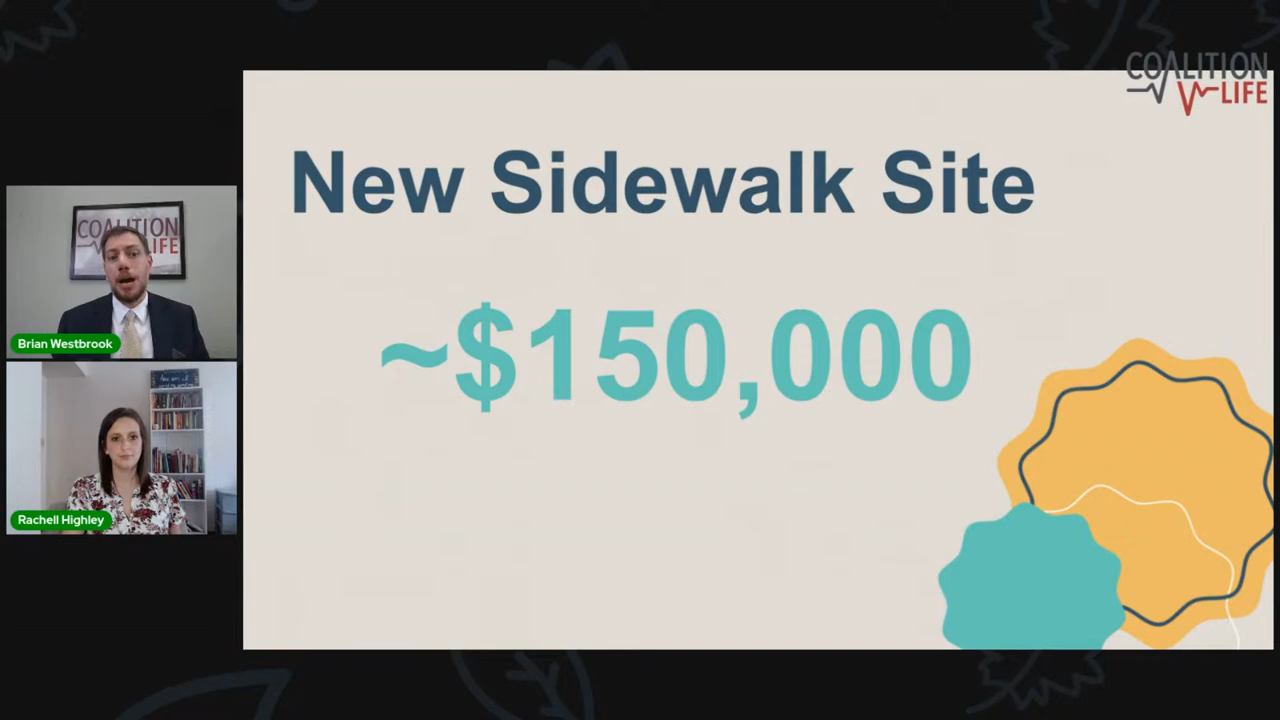 COALITION
LIFE
New Sidewalk Site
~$150,000
COALITION
LIFE
Brian Westbrook
Rachell Highley